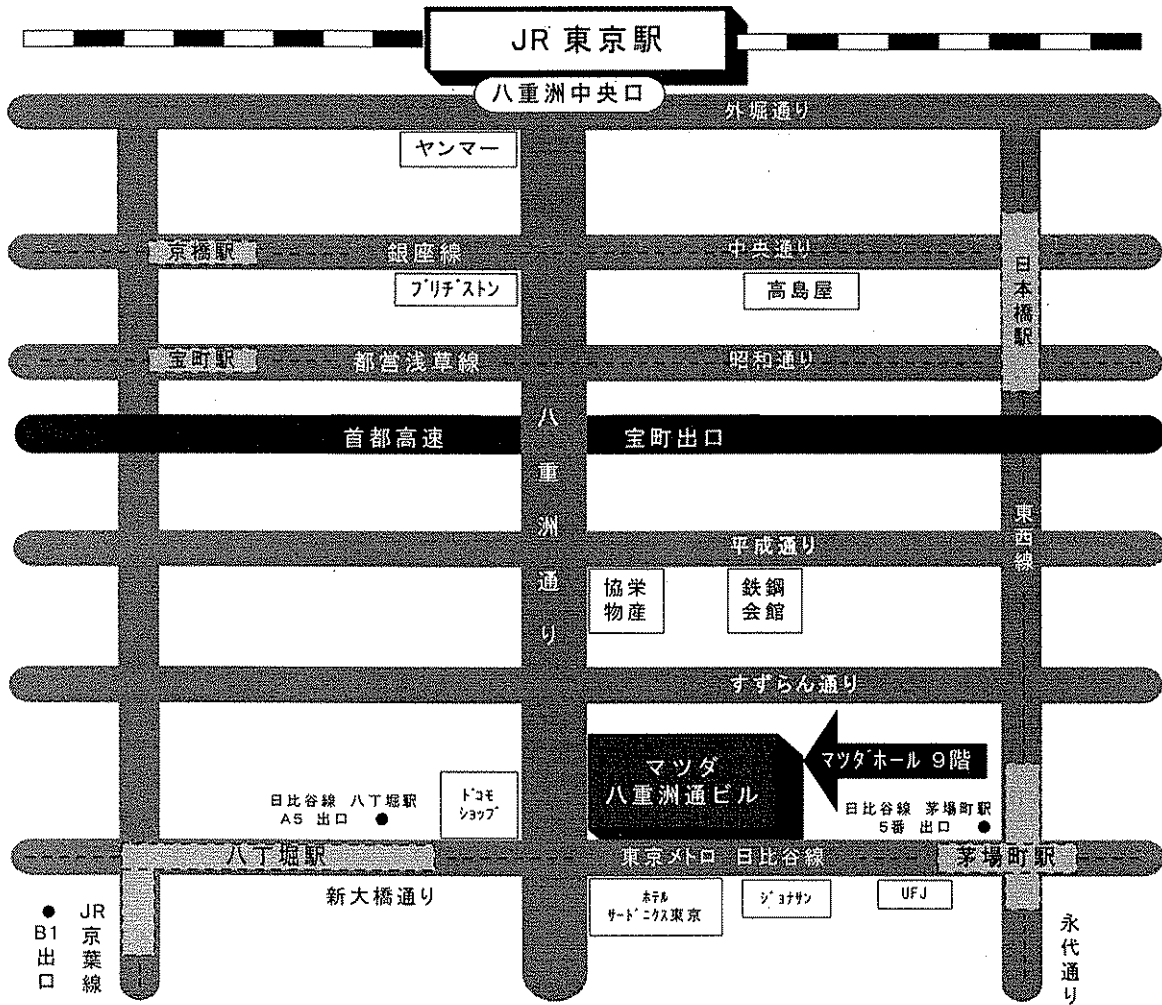 JR 東京駅
八重洲中央口
外堀通り
ヤンマー
京橋駅
銀座線
中央通り
ブリヂストン
高島屋
日本橋駅
宝町駅
都営浅草線
昭和通り
首都高速
宝町出口
八重洲通り
平成通り
東西線
協栄
物産
鉄鋼
会館
すずらん通り
マツダ
八重洲通ビル
マツダホール 9階
日比谷線 八丁堀駅
A5 出口 ●
ドコモ
ショップ
日比谷線 茅場町駅
5番 出口 ●
八丁堀駅
東京メトロ 日比谷線
茅場町駅
新大橋通り
ホテル
サードニクス東京
ジョナサン
UFJ
● B1出口
JR京葉線
永代通り